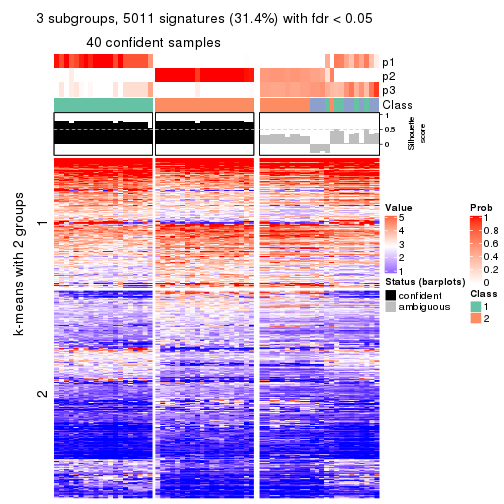 3 subgroups, 5011 signatures (31.4%) with fdr < 0.05
40 confident samples
p1
p2
p3
Class
1
0.5
0
Silhouette
score
k-means with 2 groups
1
2
Value
5
4
3
2
1
Status (barplots)
confident
ambiguous
Prob
1
0.8
0.6
0.4
0.2
0
Class
1
2